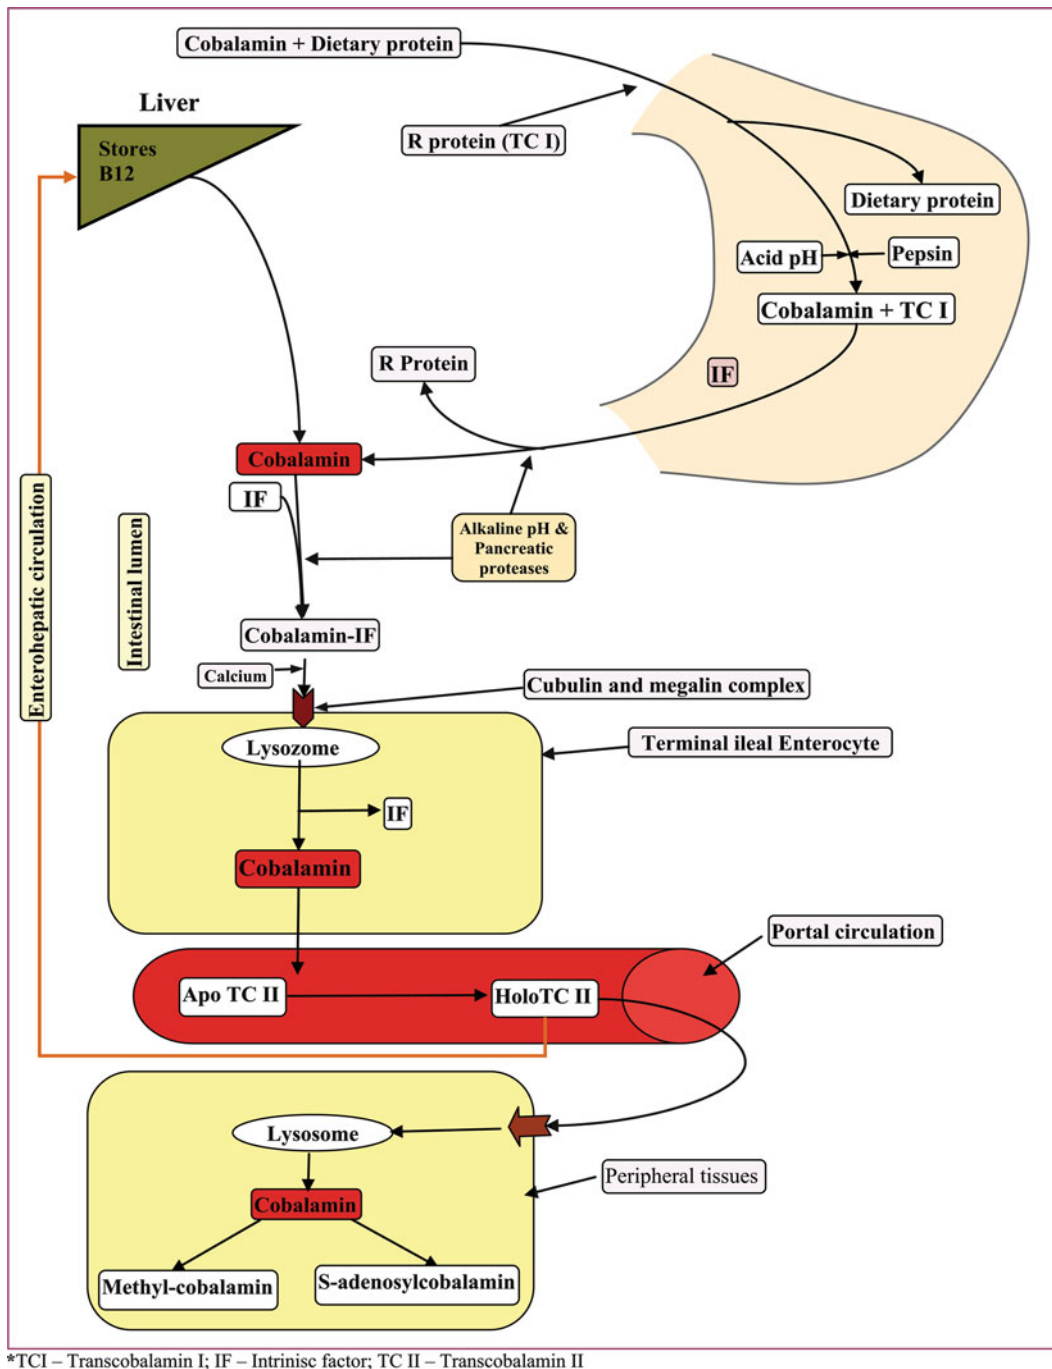 Cobalamin + Dietary protein
Liver
Stores
B12
R protein (TC I)
Dietary protein
Acid pH
Pepsin
Cobalamin + TC I
R Protein
IF
Cobalamin
IF
Alkaline pH &
Pancreatic
proteases
Enterohepatic circulation
Intestinal lumen
Cobalamin-IF
Calcium
Cubulin and megalin complex
Terminal ileal Enterocyte
Lysozome
IF
Cobalamin
Portal circulation
Apo TC II
HoloTC II
Lysosome
Peripheral tissues
Cobalamin
Methyl-cobalamin
S-adenosylcobalamin
*TCI – Transcobalamin I; IF – Intrinisc factor; TC II – Transcobalamin II